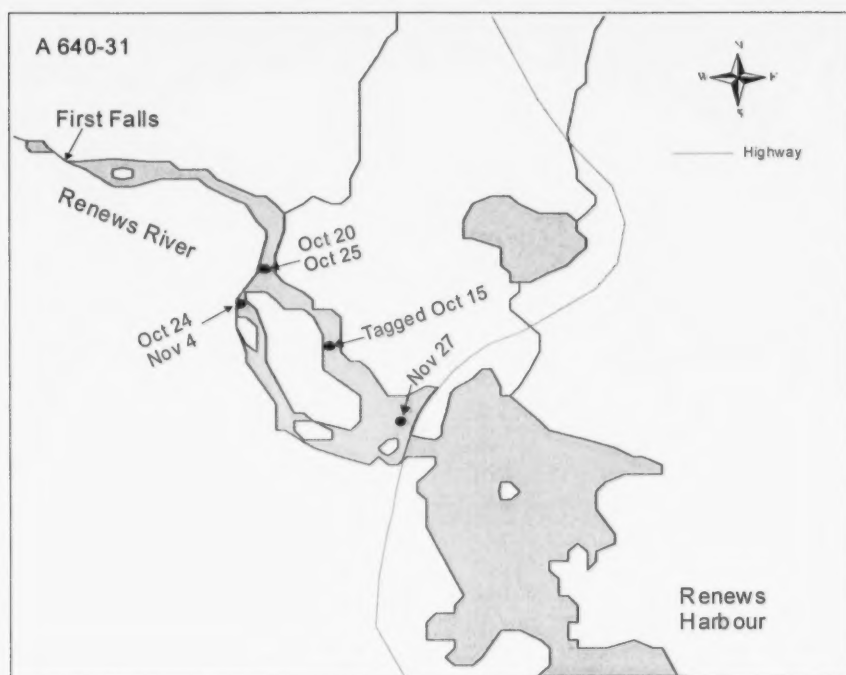 A 640-31
N
W
E
S
First Falls
Highway
Renews River
Oct 20
Oct 25
Tagged Oct 15
Oct 24
Nov 4
Nov 27
Renews
Harbour